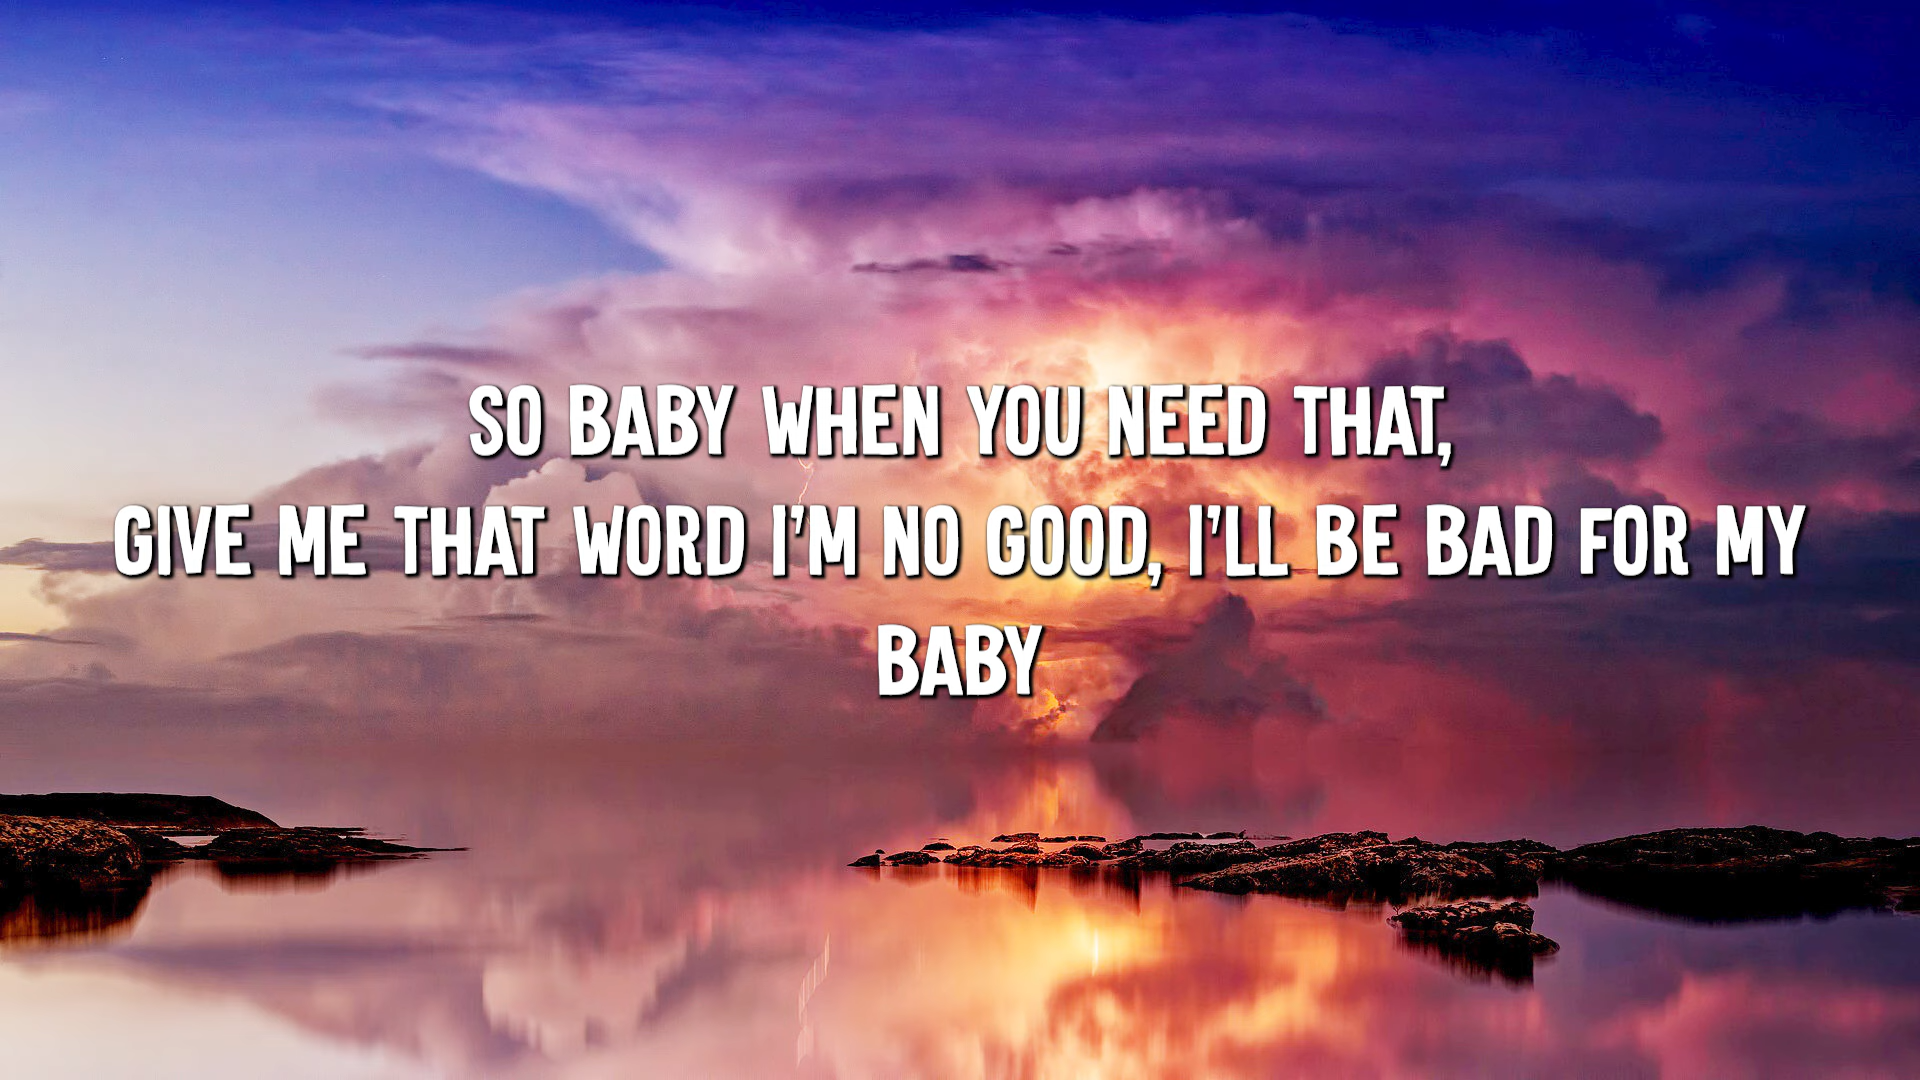 SO BABY WHEN YOU NEED THAT,
GIVE ME THAT WORD I'M NO GOOD, I'LL BE BAD FOR MY
BABY